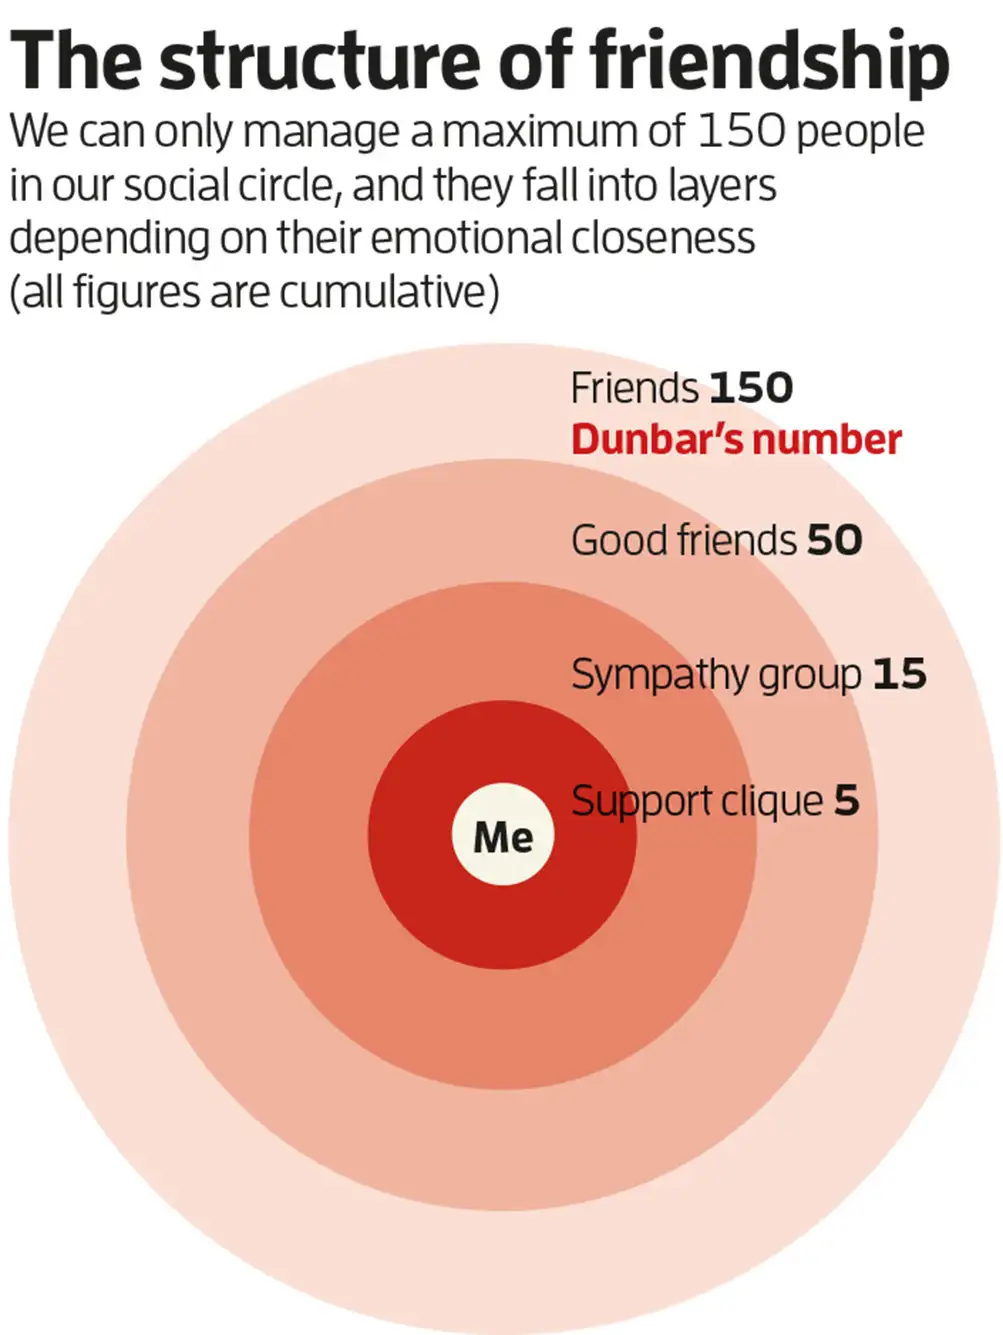 The structure of friendship
We can only manage a maximum of 150 people
in our social circle, and they fall into layers
depending on their emotional closeness
(all figures are cumulative)
Friends 150
Dunbar's number
Good friends 50
Sympathy group 15
Support clique 5
Me